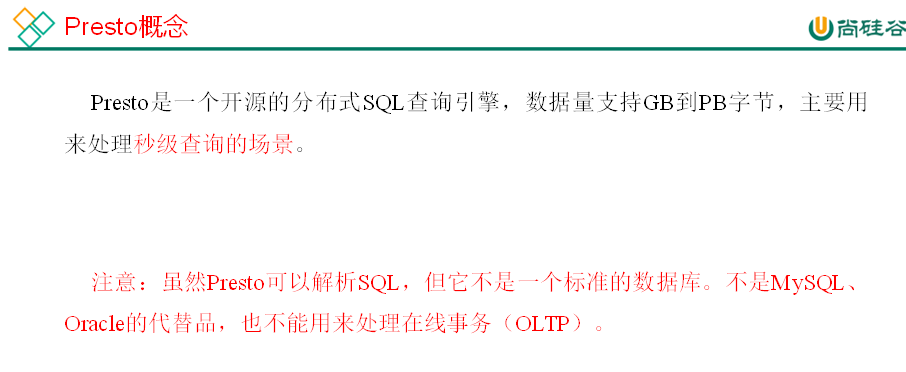 Presto概念
尚硅谷
Presto是一个开源的分布式SQL查询引擎，数据量支持GB到PB字节，主要用
来处理秒级查询的场景。
注意：虽然Presto可以解析SQL，但它不是一个标准的数据库。不是MySQL、
Oracle的代替品，也不能用来处理在线事务（OLTP）。